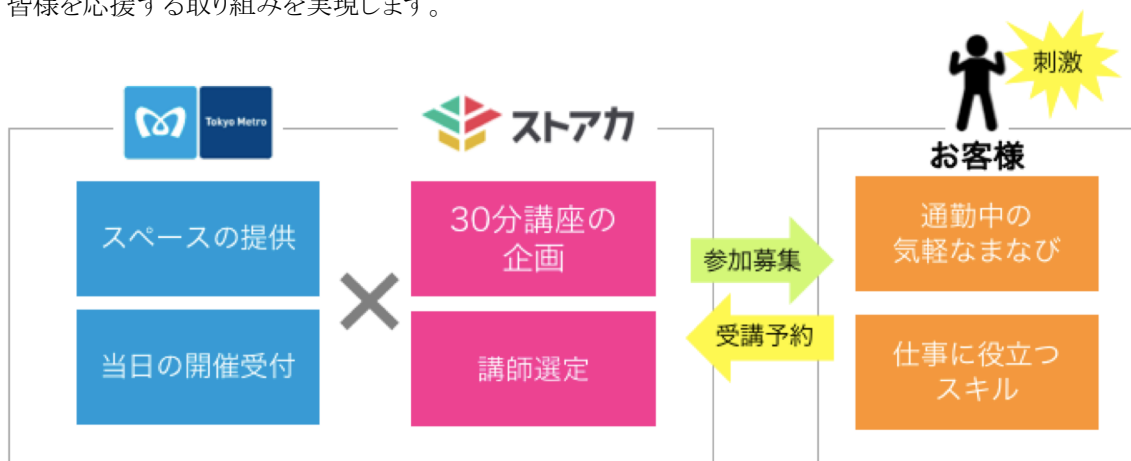 皆様を応援する取り組みを実現します。
刺激
Tokyo Metro
ストアカ
お客様
スペースの提供
30分講座の
企画
通勤中の
気軽なまなび
参加募集
受講予約
当日の開催受付
講師選定
仕事に役立つ
スキル